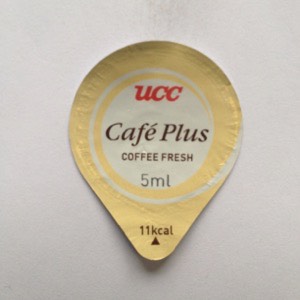 UCC
Café Plus
COFFEE FRESH
5ml
11kcal
▲